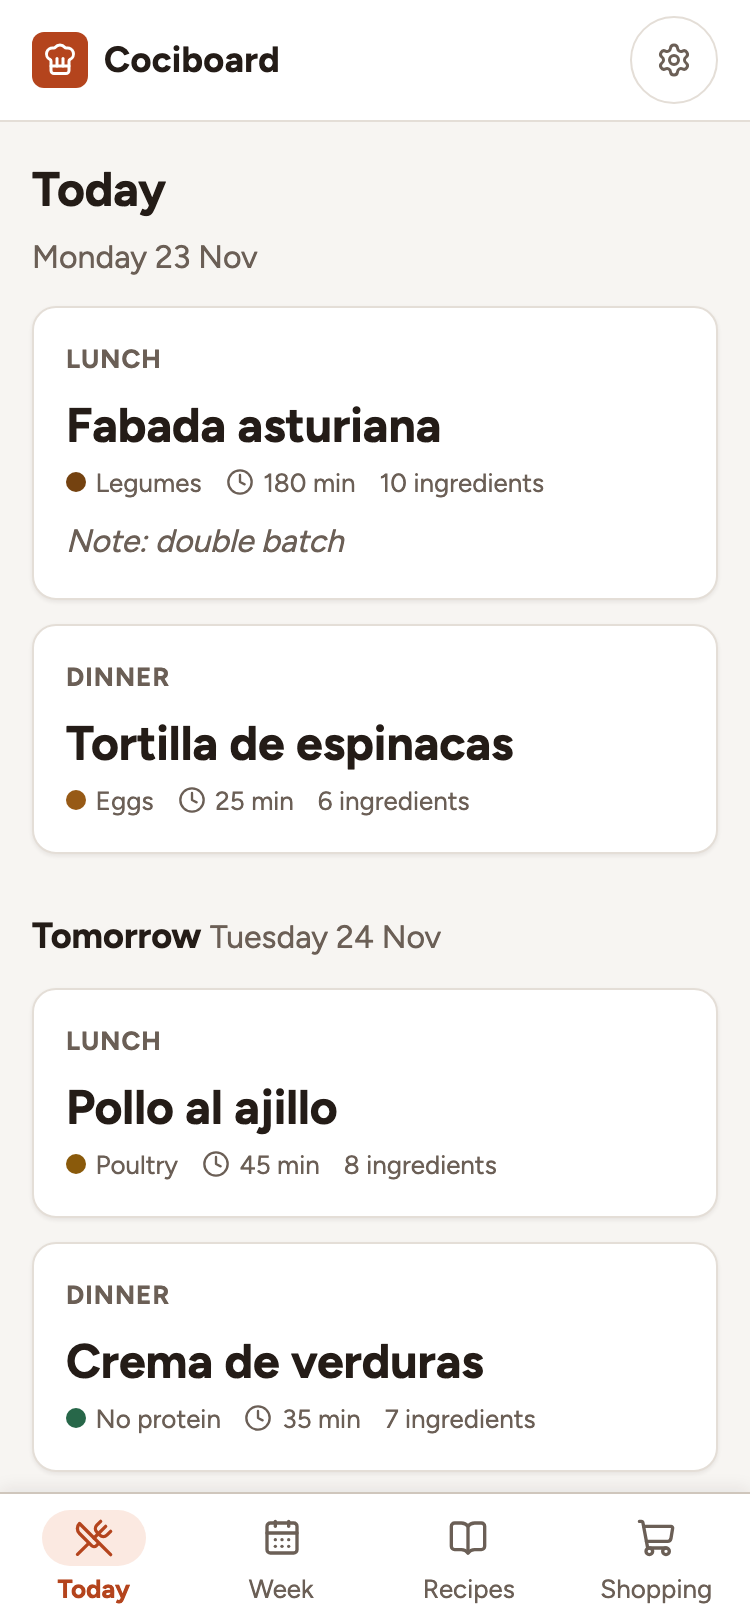 Cociboard
Today
Monday 23 Nov
LUNCH
Fabada asturiana
Legumes 180 min 10 ingredients
Note: double batch
DINNER
Tortilla de espinacas
Eggs 25 min 6 ingredients
Tomorrow Tuesday 24 Nov
LUNCH
Pollo al ajillo
Poultry 45 min 8 ingredients
DINNER
Crema de verduras
No protein 35 min 7 ingredients
Today Week Recipes Shopping